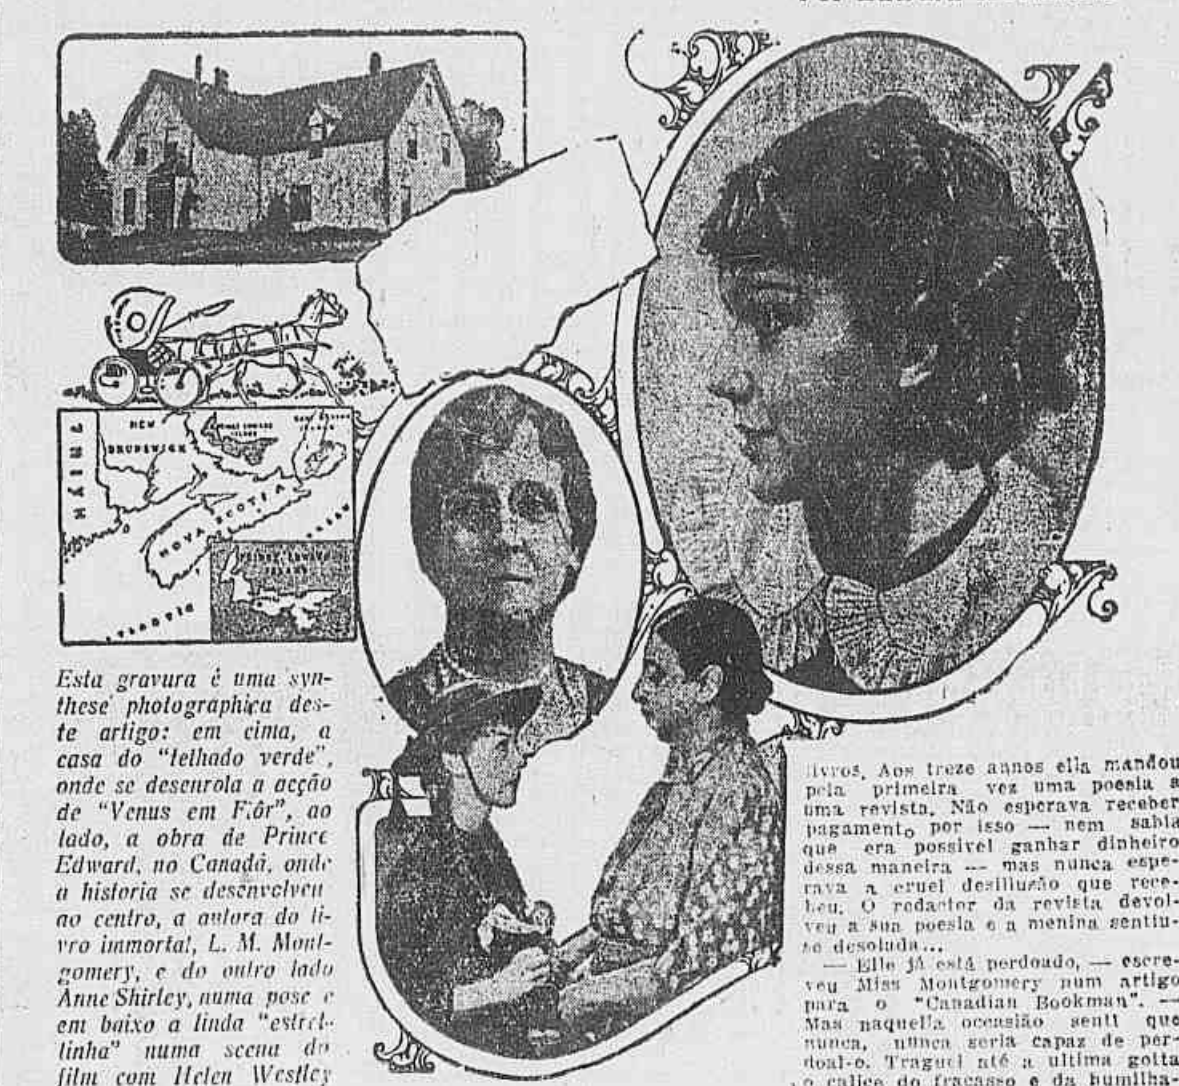 NEW
BRUNSWICK
PRINCE EDWARD
ISLAND
NOVA SCOTIA
PRINCE EDWARD
ISLAND
ATLANTIC
Esta gravura é uma syn-
these photographica des-
te artigo: em cima, a
casa do "telhado verde",
onde se desenrola a acção
de "Venus em Flôr", ao
lado, a obra de Prince
Edward, no Canadá, onde
a historia se desenvolveu
ao centro, a autora do li-
vro immortal, L. M. Mont-
gomery, e do outro lado
Anne Shirley, numa pose e
em baixo a linda "estrel-
linha" numa scena do
film com Helen Westley
livros. Aos treze annos ella mandou
pela primeira vez uma poesia a
uma revista. Não esperava receber
pagamento por isso — nem sabia
que era possivel ganhar dinheiro
dessa maneira — mas nunca espe-
rava a cruel desillusão que rece-
beu. O redactor da revista devol-
veu a sua poesia e a menina sentiu-
se desolada...
— Elle já está perdoado, — escre-
veu Miss Montgomery num artigo
para o "Canadian Bookman". —
Mas naquella occasião senti que
nunca, nunca seria capaz de per-
doal-o. Traguei até a ultima gotta
o calice do fracasso e da humilha-